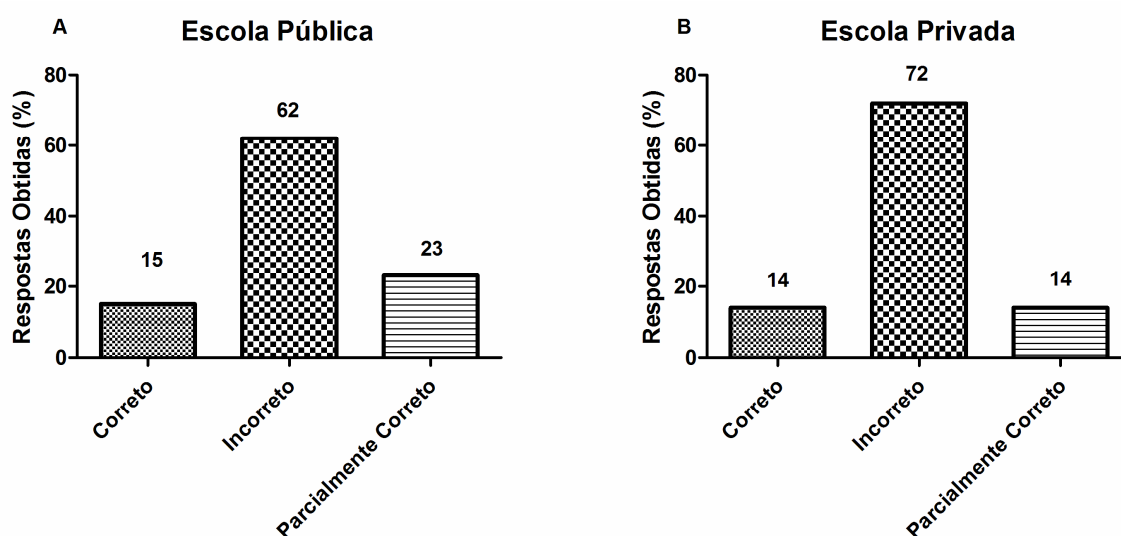 A
Escola Pública
Respostas Obtidas (%)
80
60
40
20
0
15
62
23
Correto
Incorreto
Parcialmente Correto
B
Escola Privada
Respostas Obtidas (%)
80
60
40
20
0
14
72
14
Correto
Incorreto
Parcialmente Correto